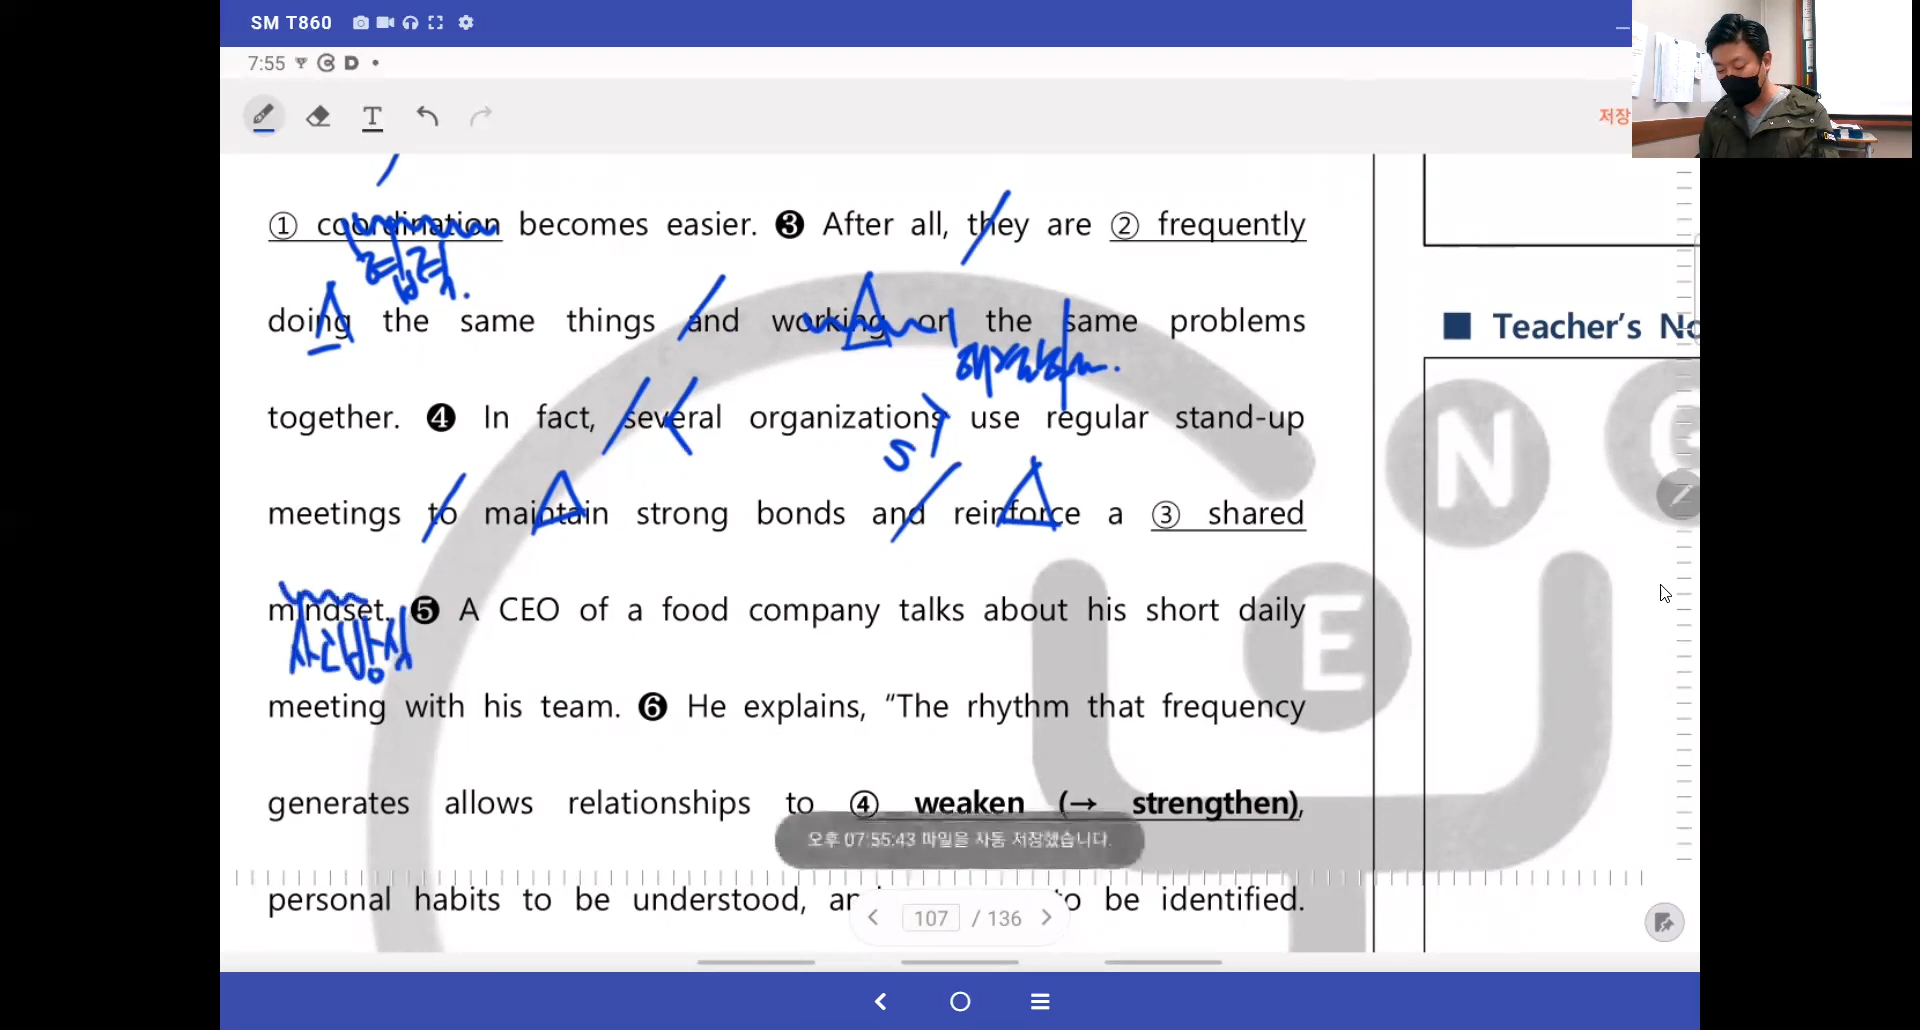 SM T860
7:55
T
저장
① coordination becomes easier. ❸ After all, they are ② frequently
협력.
doing the same things and working on the same problems
해결하다.
together. ❹ In fact, several organizations use regular stand-up
S
meetings to maintain strong bonds and reinforce a ③ shared
mindset. ❺ A CEO of a food company talks about his short daily
사고방식
meeting with his team. ❻ He explains, “The rhythm that frequency
generates allows relationships to ④ weaken (→ strengthen),
오후 07:55:43 파일을 자동 저장했습니다.
personal habits to be understood, to be identified.
107 / 136
■ Teacher’s
N
E